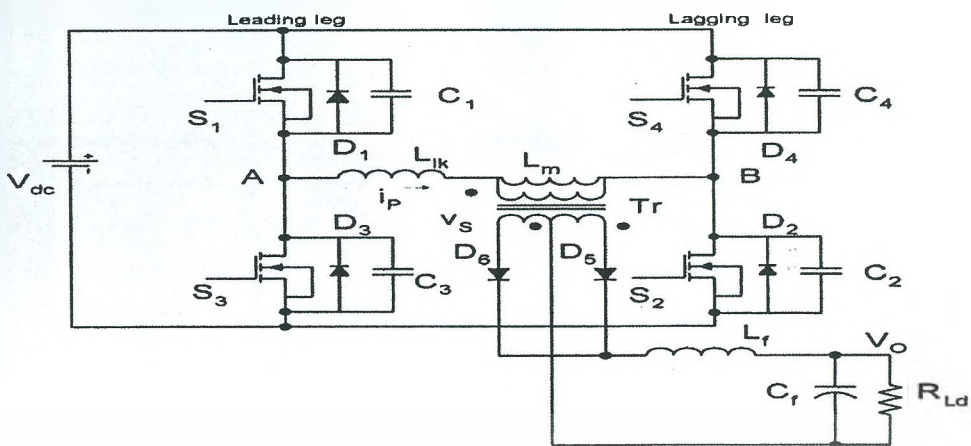 Leading leg
Lagging leg
S1
D1
C1
S4
D4
C4
Vdc
A
Llk
iP
Lm
B
vS
Tr
D6
D5
S3
D3
C3
S2
D2
C2
Lf
VO
Cf
RLd